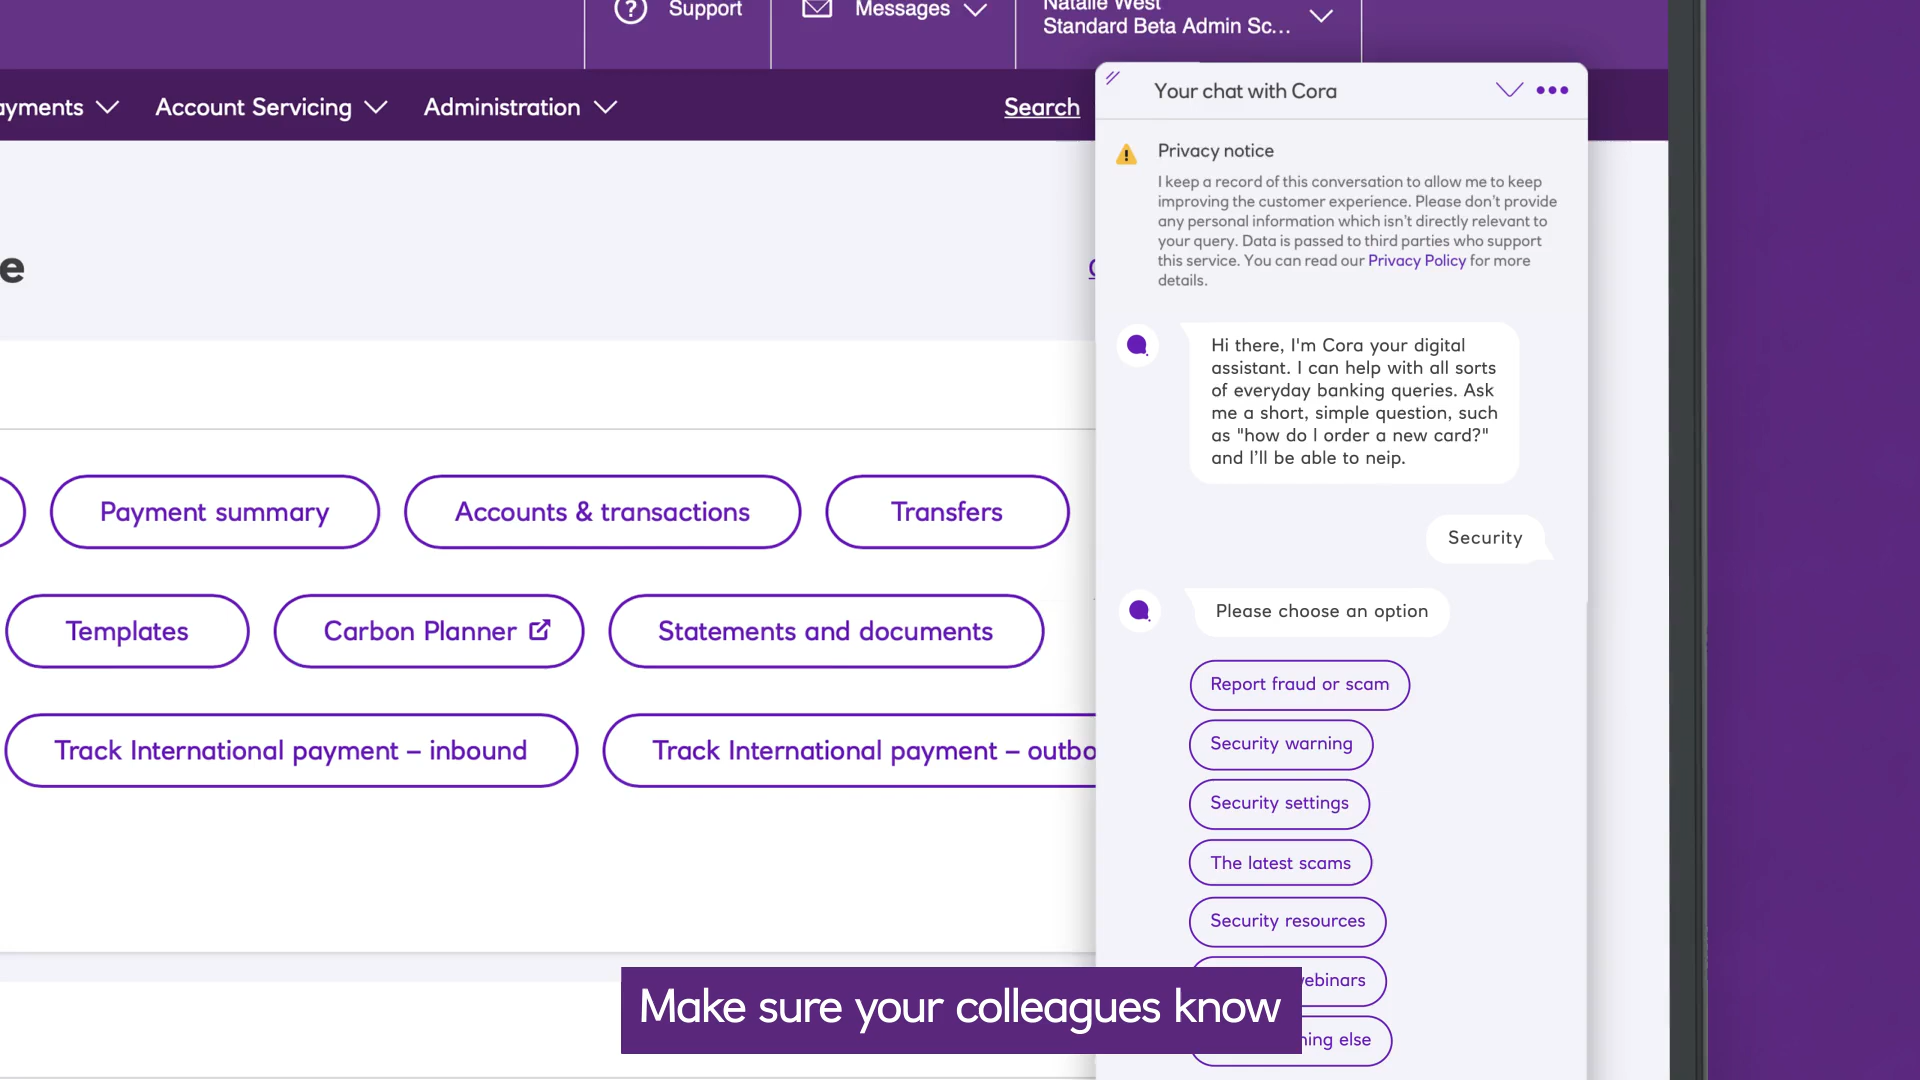 Support
Messages
Natalie West
Standard Beta Admin Sc...
ayments
Account Servicing
Administration
Search
Your chat with Cora
Privacy notice
I keep a record of this conversation to allow me to keep
improving the customer experience. Please don't provide
any personal information which isn't directly relevant to
your query. Data is passed to third parties who support
this service. You can read our Privacy Policy for more
details.
e
Hi there, I'm Cora your digital
assistant. I can help with all sorts
of everyday banking queries. Ask
me a short, simple question, such
as "how do I order a new card?"
and I'll be able to neip.
Security
Please choose an option
Payment summary
Accounts & transactions
Transfers
Templates
Carbon Planner
Statements and documents
Track International payment – inbound
Track International payment – outbo
Report fraud or scam
Security warning
Security settings
The latest scams
Security resources
ebinars
hing else
Make sure your colleagues know